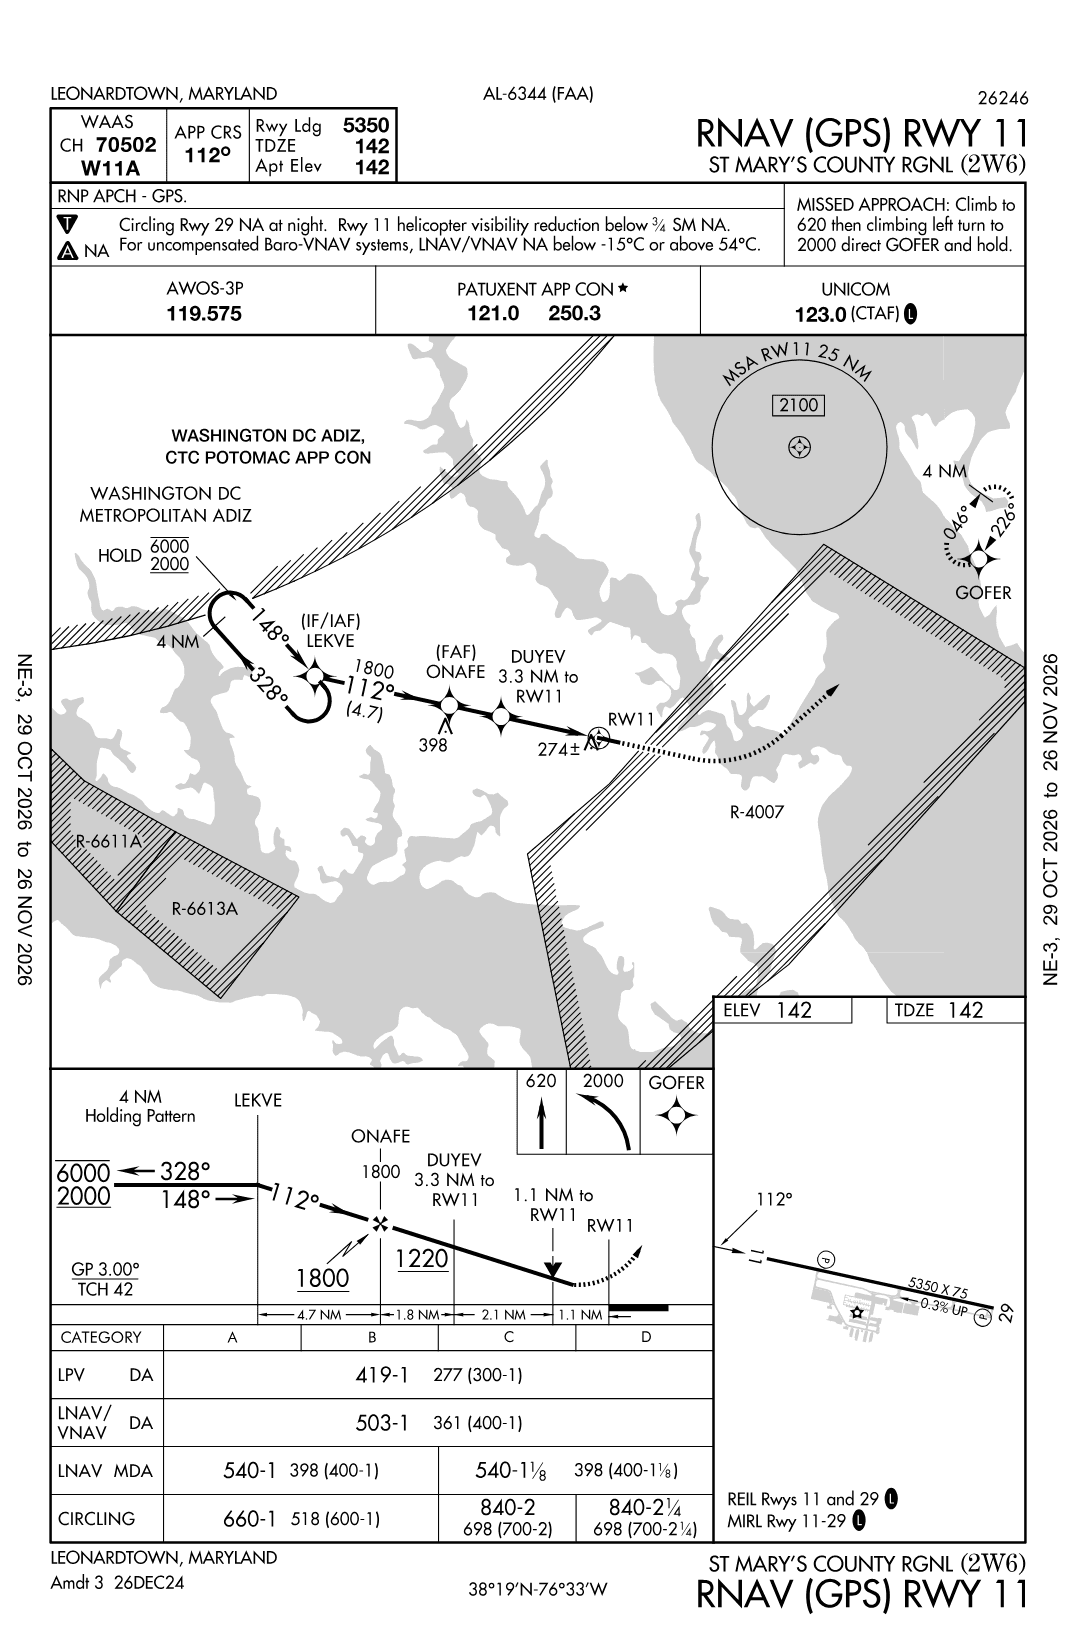 LEONARDTOWN, MARYLAND
AL-6344 (FAA)
26246
WAAS
CH 70502
W11A
APP CRS
112°
Rwy Ldg 5350
TDZE 142
Apt Elev 142
RNAV (GPS) RWY 11
ST MARY'S COUNTY RGNL (2W6)
RNP APCH - GPS.
T
A NA
Circling Rwy 29 NA at night. Rwy 11 helicopter visibility reduction below ¾ SM NA.
For uncompensated Baro-VNAV systems, LNAV/VNAV NA below -15°C or above 54°C.
MISSED APPROACH: Climb to
620 then climbing left turn to
2000 direct GOFER and hold.
AWOS-3P
119.575
PATUXENT APP CON ★
121.0 250.3
UNICOM
123.0 (CTAF) L
MSA RW11 25 NM
2100
WASHINGTON DC ADIZ,
CTC POTOMAC APP CON
WASHINGTON DC
METROPOLITAN ADIZ
HOLD 6000
2000
4 NM
148°
328°
(IF/IAF)
LEKVE
1800
112°
(4.7)
(FAF)
ONAFE
398
DUYEV
3.3 NM to
RW11
RW11
274±
4 NM
046°
226°
GOFER
R-4007
R-6611A
R-6613A
NE-3, 29 OCT 2026 to 26 NOV 2026
NE-3, 29 OCT 2026 to 26 NOV 2026
ELEV 142
TDZE 142
112°
11
P
5350 X 75
0.3% UP
P
29
REIL Rwys 11 and 29 L
MIRL Rwy 11-29 L
4 NM
Holding Pattern
LEKVE
6000
2000
328°
148°
112°
ONAFE
1800
1800
DUYEV
3.3 NM to
RW11
1220
1.1 NM to
RW11
RW11
620
2000
GOFER
GP 3.00°
TCH 42
4.7 NM
1.8 NM
2.1 NM
1.1 NM
CATEGORY A B C D
LPV DA 419-1 277 (300-1)
LNAV/
VNAV DA 503-1 361 (400-1)
LNAV MDA 540-1 398 (400-1) 540-1⅛ 398 (400-1⅛)
CIRCLING 660-1 518 (600-1)
840-2
698 (700-2)
840-2¼
698 (700-2¼)
LEONARDTOWN, MARYLAND
Amdt 3 26DEC24
38°19'N-76°33'W
ST MARY'S COUNTY RGNL (2W6)
RNAV (GPS) RWY 11